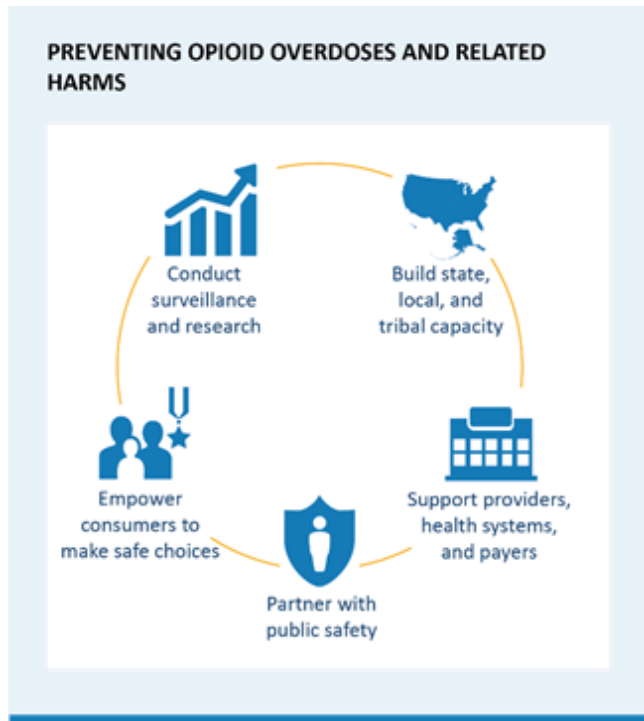 PREVENTING OPIOID OVERDOSES AND RELATED
HARMS
Conduct
surveillance
and research
Build state,
local, and
tribal capacity
Empower
consumers to
make safe choices
Support providers,
health systems,
and payers
Partner with
public safety